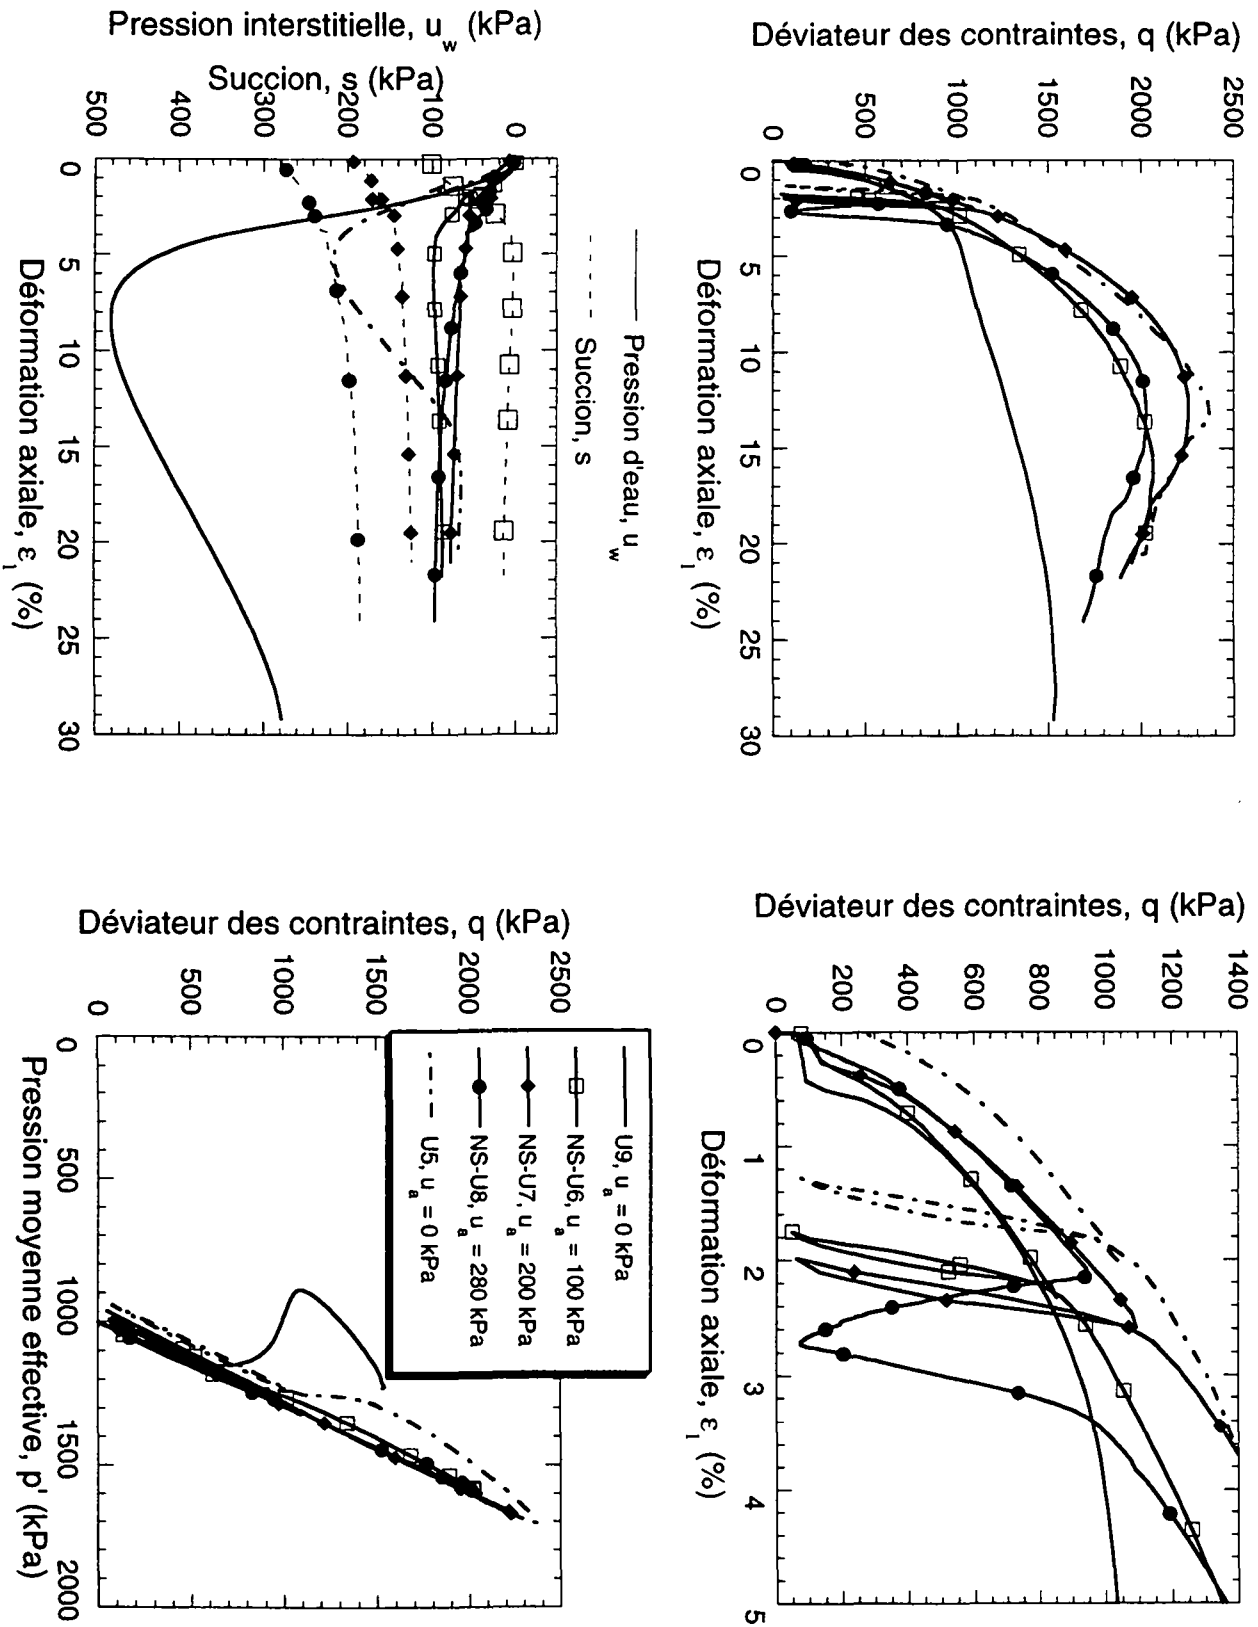 Déviateur des contraintes, q (kPa)
2500
2000
1500
1000
500
0
0 5 10 15 20 25 30
Déformation axiale, ε1 (%)
Déviateur des contraintes, q (kPa)
1400
1200
1000
800
600
400
200
0
0 1 2 3 4 5
Déformation axiale, ε1 (%)
Pression d'eau, uw
Succion, s
Pression interstitielle, uw (kPa)
Succion, s (kPa)
0
100
200
300
400
500
0 5 10 15 20 25 30
Déformation axiale, ε1 (%)
Déviateur des contraintes, q (kPa)
2500
2000
1500
1000
500
0
0 500 1000 1500 2000
Pression moyenne effective, p' (kPa)
U9, ua = 0 kPa
NS-U6, ua = 100 kPa
NS-U7, ua = 200 kPa
NS-U8, ua = 280 kPa
U5, ua = 0 kPa